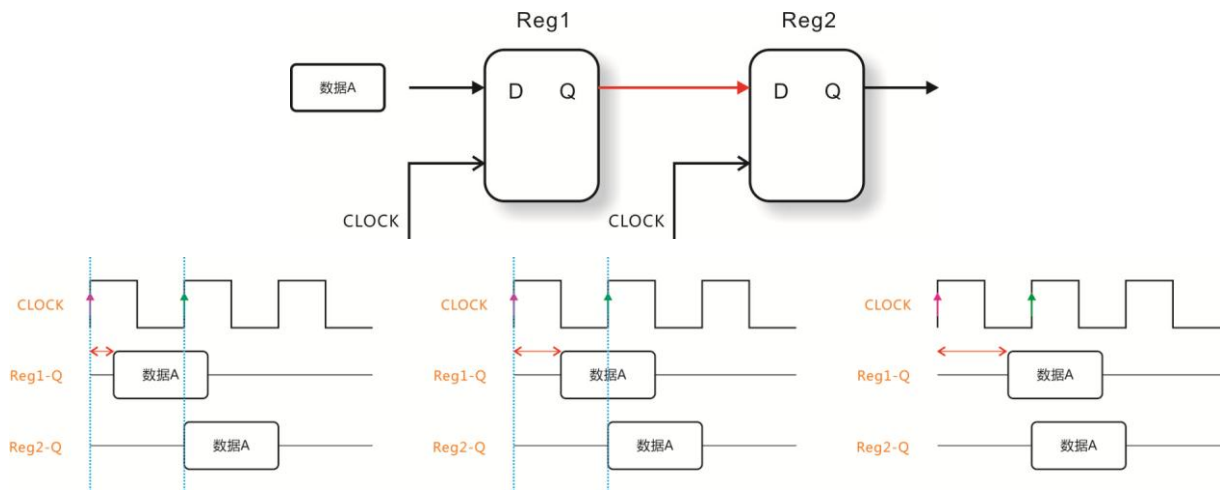 Reg1
Reg2
数据A
D Q
D Q
CLOCK
CLOCK
CLOCK
Reg1-Q
数据A
Reg2-Q
数据A
CLOCK
Reg1-Q
数据A
Reg2-Q
数据A
CLOCK
Reg1-Q
数据A
Reg2-Q
数据A